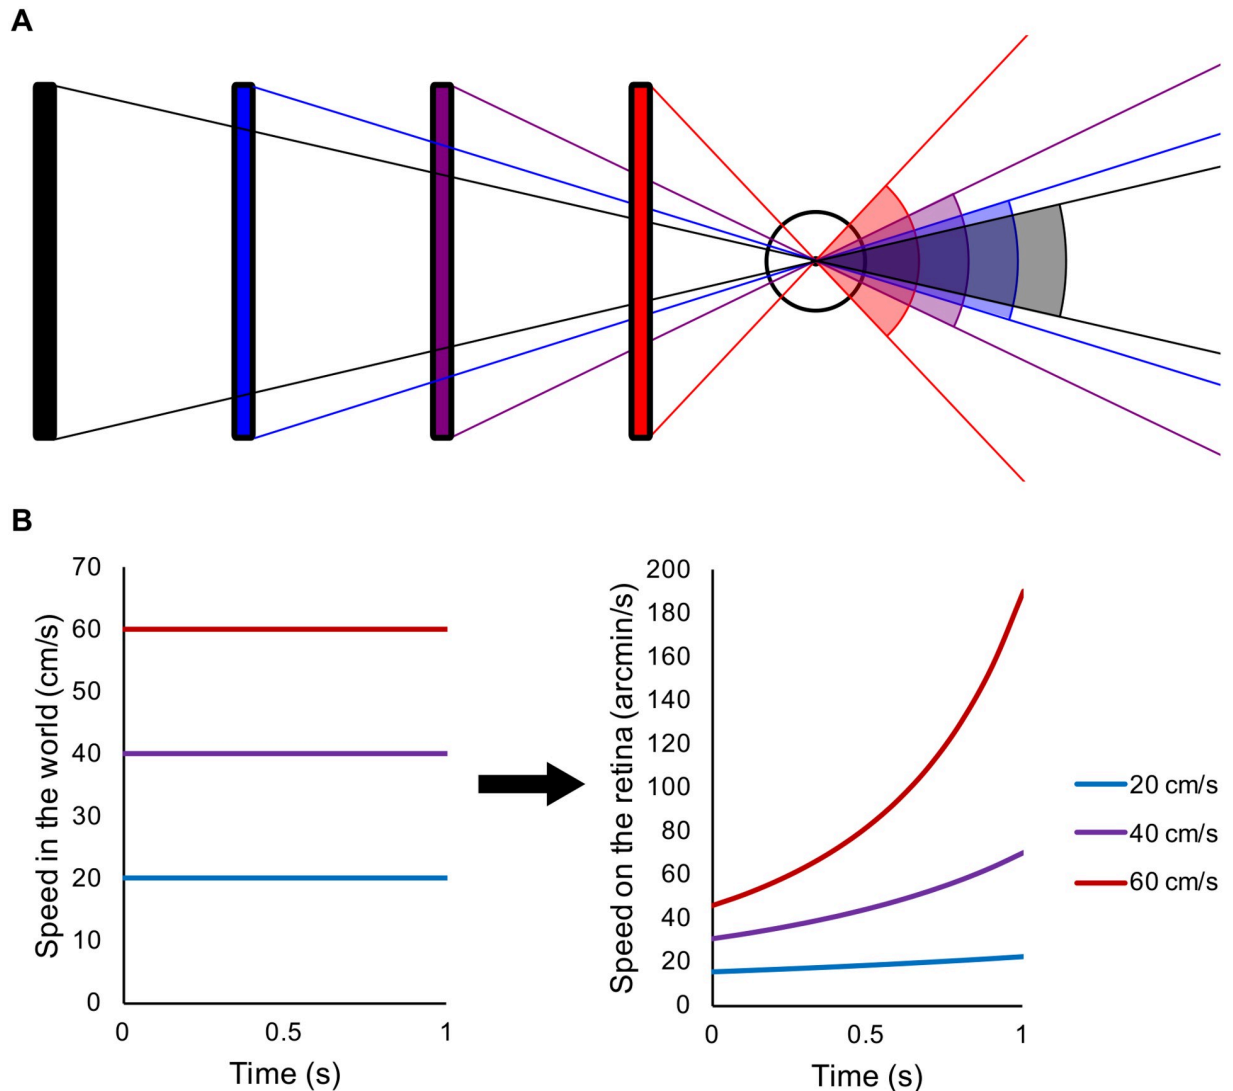 A
B
Speed in the world (cm/s)
70
60
50
40
30
20
10
0
0 0.5 1
Time (s)
Speed on the retina (arcmin/s)
200
180
160
140
120
100
80
60
40
20
0
0 0.5 1
Time (s)
20 cm/s
40 cm/s
60 cm/s